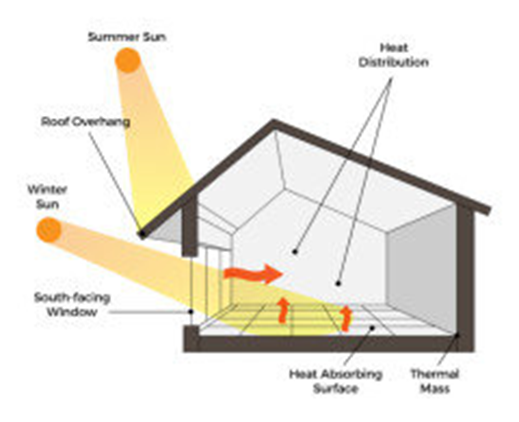 Summer Sun
Heat
Distribution
Roof Overhang
Winter
Sun
South-facing
Window
Heat Absorbing
Surface
Thermal
Mass